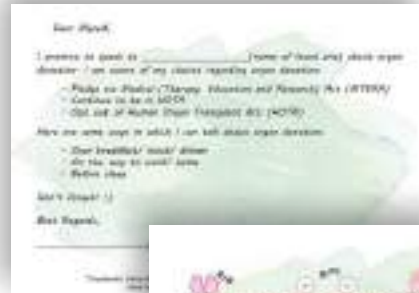 Dear Myself,
I promise to speak to ____________ (name of loved one) about organ
donation. I am aware of my choices regarding organ donation:
- Pledge via Medical (Therapy, Education and Research) Act (MTERA)
- Continue to be in HOTA
- Opt out of Human Organ Transplant Act (HOTA)
Here are some ways in which I can talk about organ donation:
- Over breakfast/ lunch/ dinner
- On the way to work/ home
- Before sleep
Don't forget! :)
Best Regards,